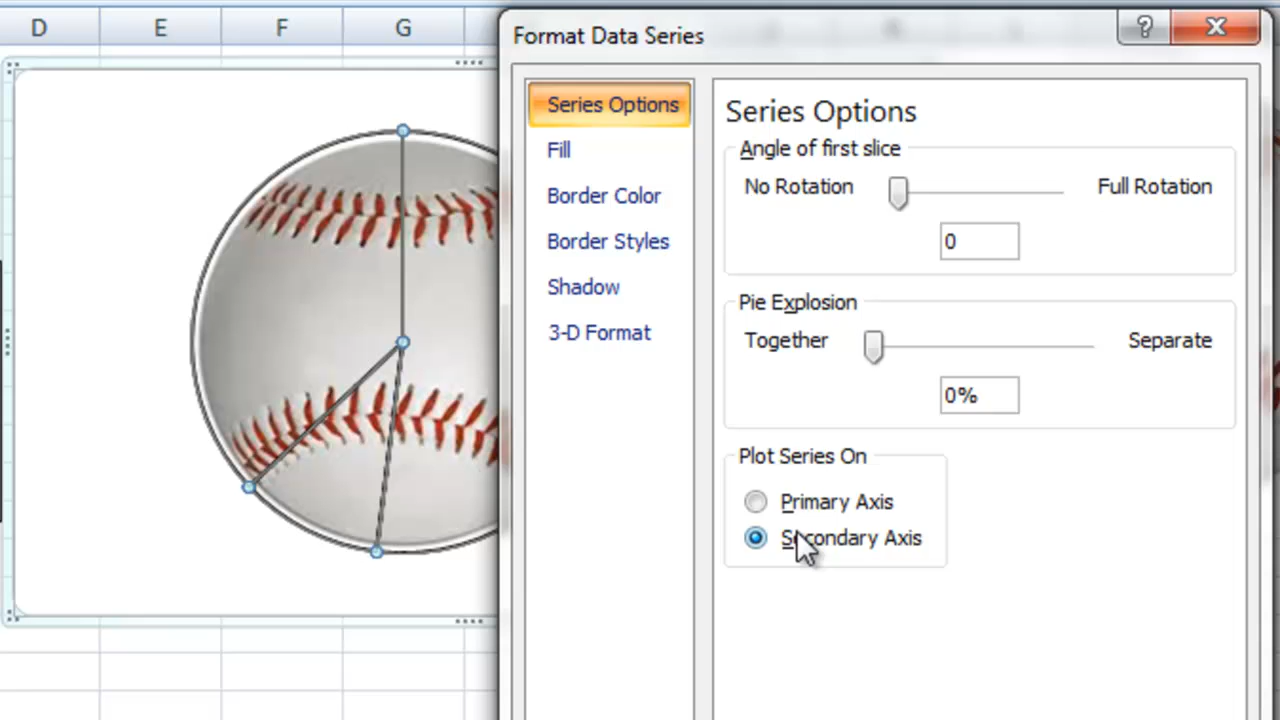 D E F G
Format Data Series
Series Options
Fill
Border Color
Border Styles
Shadow
3-D Format
Series Options
Angle of first slice
No Rotation Full Rotation
0
Pie Explosion
Together Separate
0%
Plot Series On
Primary Axis
Secondary Axis